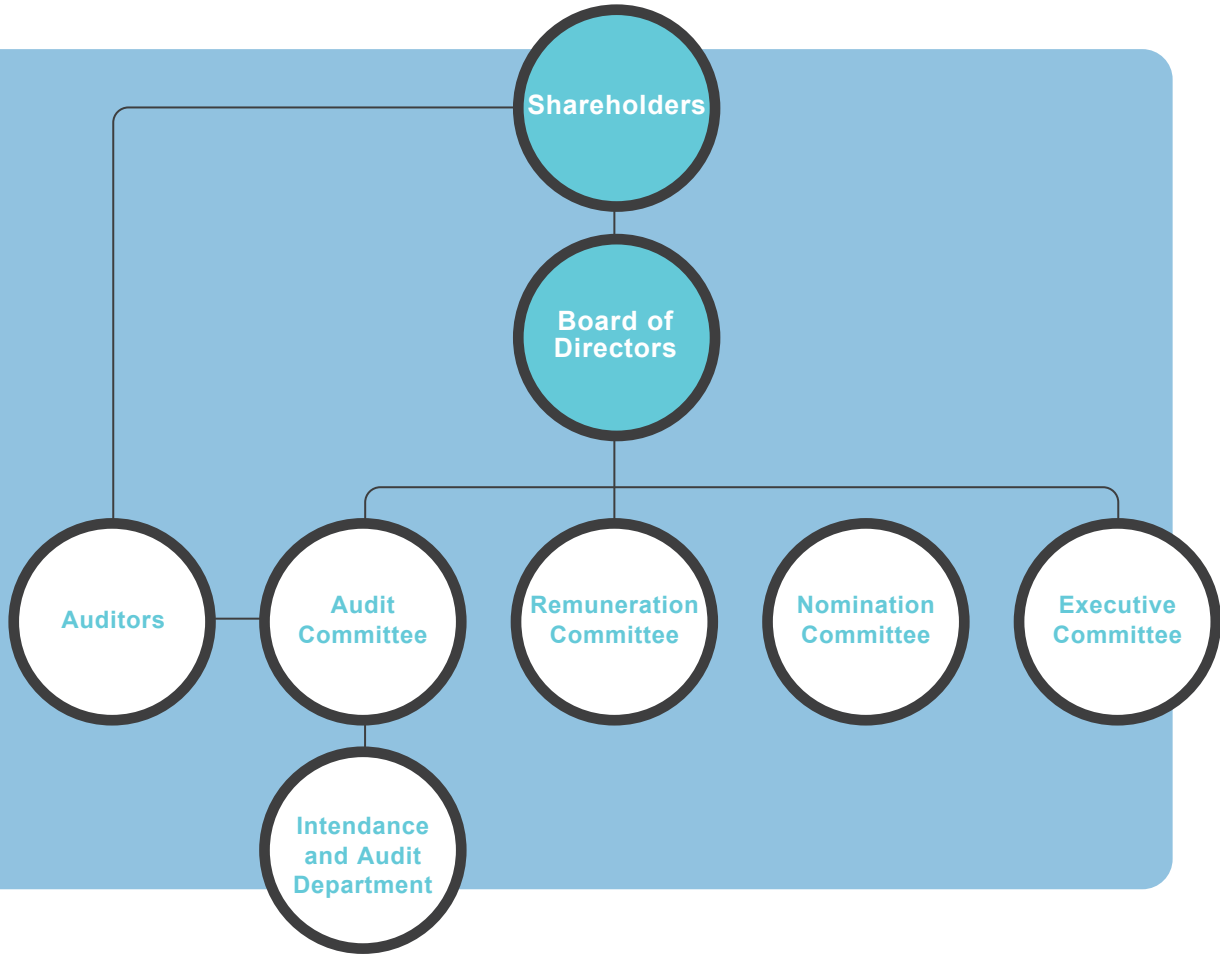 Shareholders
Board of
Directors
Auditors
Audit
Committee
Remuneration
Committee
Nomination
Committee
Executive
Committee
Intendance
and Audit
Department